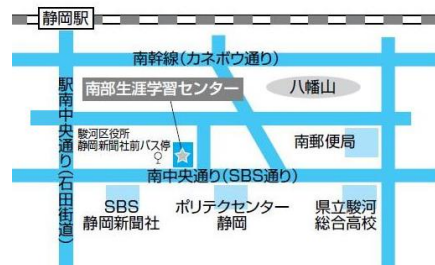 静岡駅
南幹線(カネボウ通り)
南部生涯学習センター
八幡山
駅南中央通り(石田街道)
駿河区役所
静岡新聞社前バス停
南郵便局
南中央通り(SBS通り)
SBS
静岡新聞社
ポリテクセンター
静岡
県立駿河
総合高校